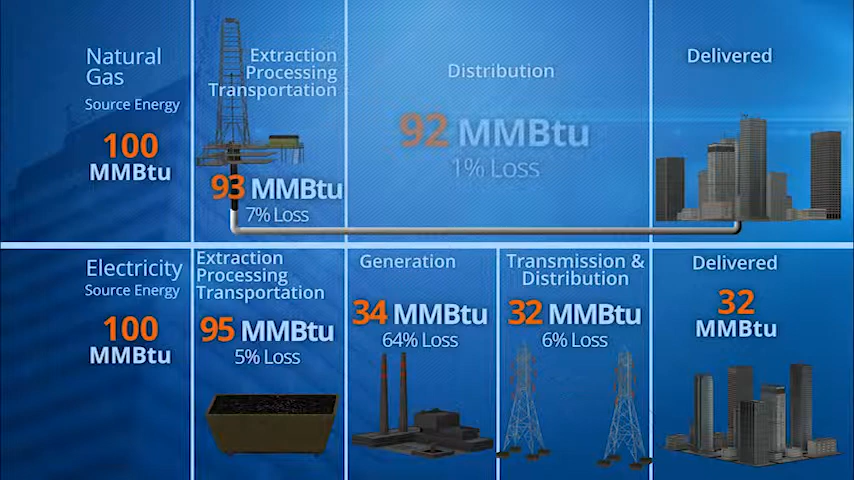 Natural
Gas
Source Energy
100
MMBtu
Extraction
Processing
Transportation
93 MMBtu
7% Loss
Distribution
92 MMBtu
1% Loss
Delivered
Electricity
Source Energy
100
MMBtu
Extraction
Processing
Transportation
95 MMBtu
5% Loss
Generation
34 MMBtu
64% Loss
Transmission &
Distribution
32 MMBtu
6% Loss
Delivered
32
MMBtu